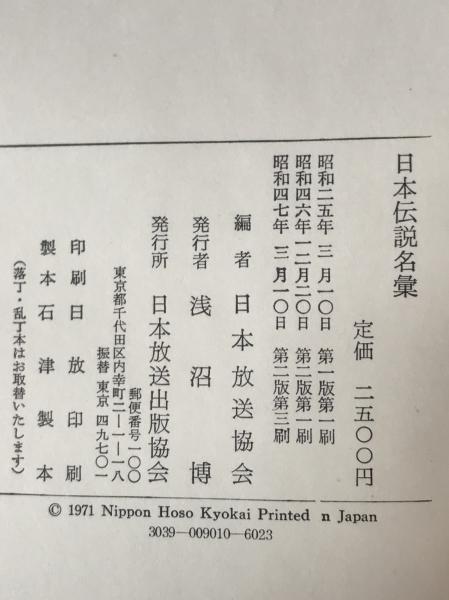 日本伝説名彙
定価 二五〇〇円
昭和二五年 三月一〇日 第一版第一刷
昭和四六年一二月二〇日 第二版第一刷
昭和四七年 三月一〇日 第二版第三刷
編者 日本放送協会
発行者 浅沼博
発行所 日本放送出版協会
郵便番号一〇〇
東京都千代田区内幸町二―一―一八
振替 東京 四九七〇一
印刷 日放印刷
製本 石津製本
(落丁・乱丁本はお取替いたします)
© 1971 Nippon Hoso Kyokai Printed n Japan
3039-009010-6023